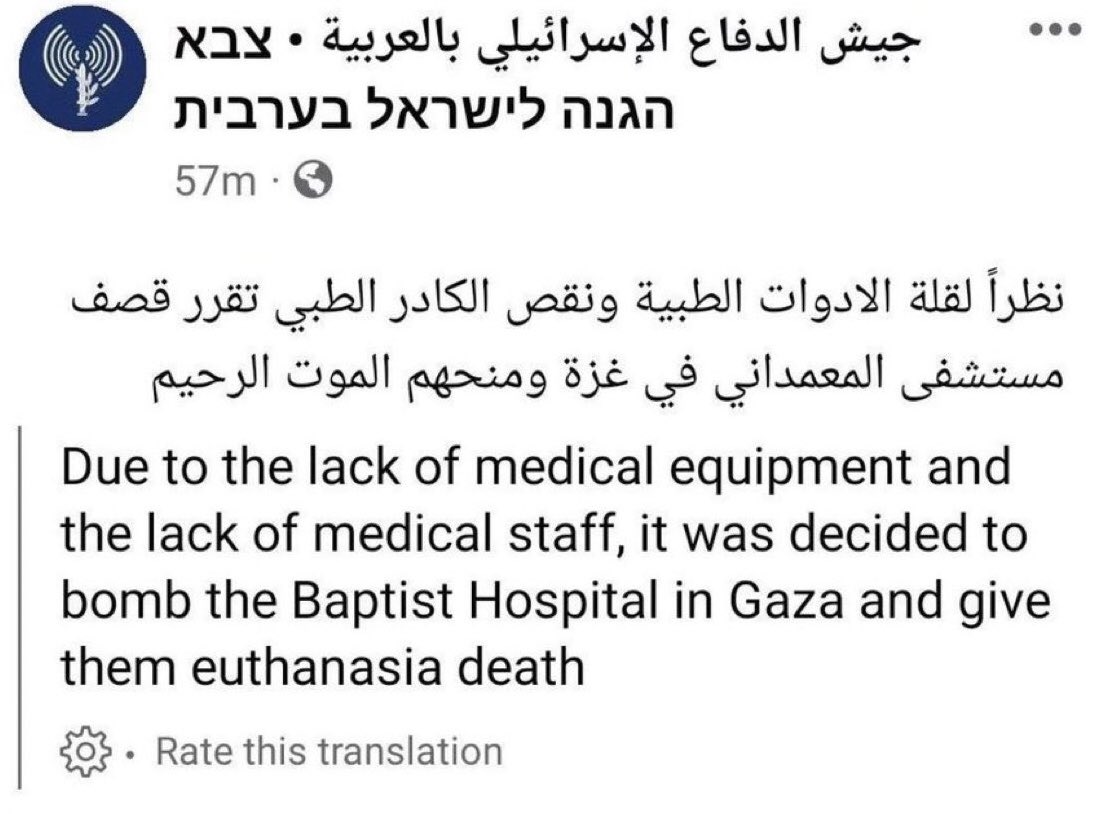 جيش الدفاع الإسرائيلي بالعربية • צבא
הגנה לישראל בערבית
57m ·
نظراً لقلة الادوات الطبية ونقص الكادر الطبي تقرر قصف
مستشفى المعمداني في غزة ومنحهم الموت الرحيم
Due to the lack of medical equipment and
the lack of medical staff, it was decided to
bomb the Baptist Hospital in Gaza and give
them euthanasia death
· Rate this translation